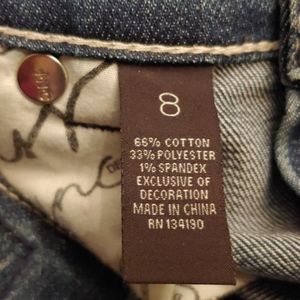 8
66% COTTON
33% POLYESTER
1% SPANDEX
EXCLUSIVE OF
DECORATION
MADE IN CHINA
RN 134190